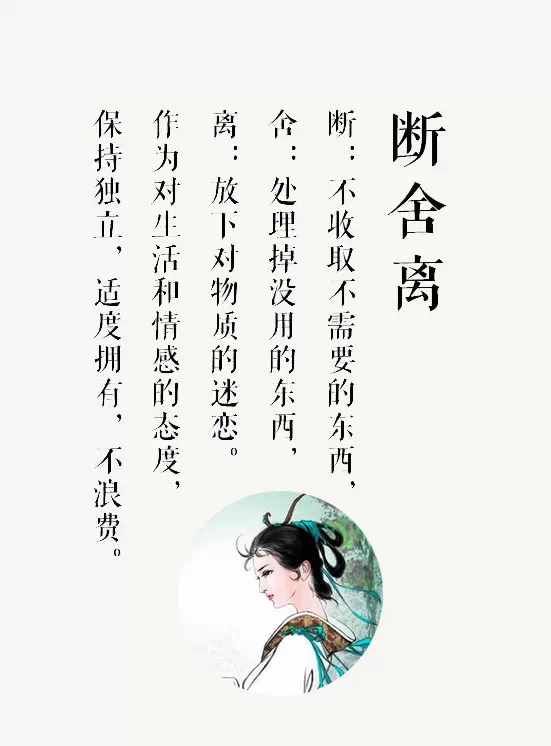 断舍离
断：不收取不需要的东西，
舍：处理掉没用的东西，
离：放下对物质的迷恋。
作为对生活和情感的态度，
保持独立，适度拥有，不浪费。